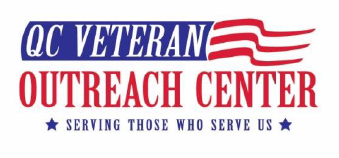 QC VETERAN
OUTREACH CENTER
SERVING THOSE WHO SERVE US